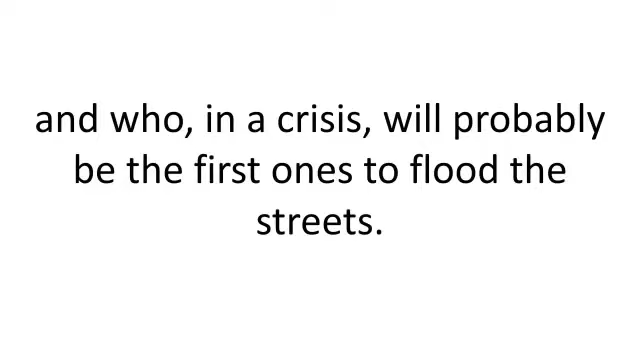 and who, in a crisis, will probably
be the first ones to flood the
streets.